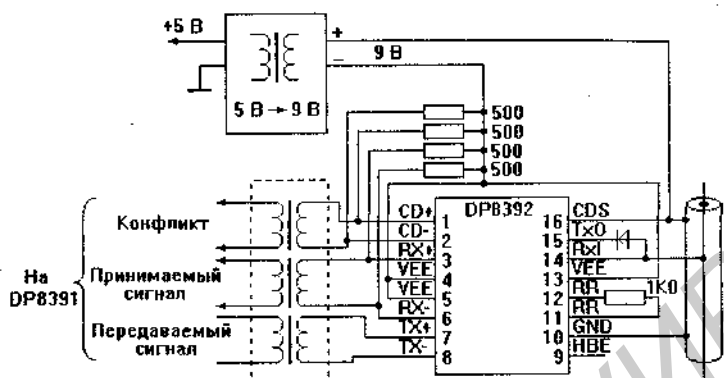 +5 В
+
–
9 В
5 В → 9 В
500
500
500
500
DP8392
Конфликт
Принимаемый
сигнал
Передаваемый
сигнал
На
DP8391
CD+
CD-
RX+
VEE
VEE
RX-
TX+
TX-
1
2
3
4
5
6
7
8
16
15
14
13
12
11
10
9
CDS
TxO
RxI
VEE
RR
RR
GND
HBE
1K0